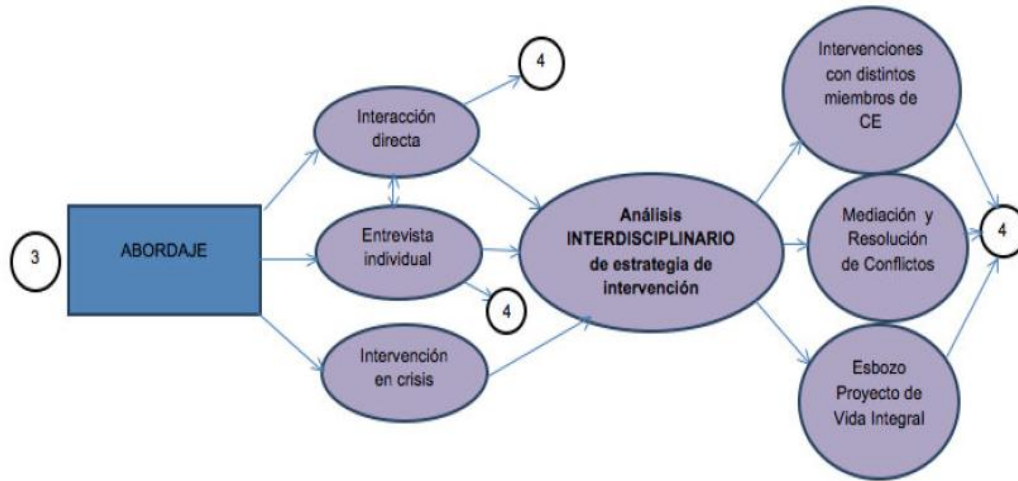 3
ABORDAJE
Interacción
directa
4
Entrevista
individual
4
Intervención
en crisis
Análisis
INTERDISCIPLINARIO
de estrategia de
intervención
Intervenciones
con distintos
miembros de
CE
Mediación y
Resolución
de Conflictos
Esbozo
Proyecto de
Vida Integral
4